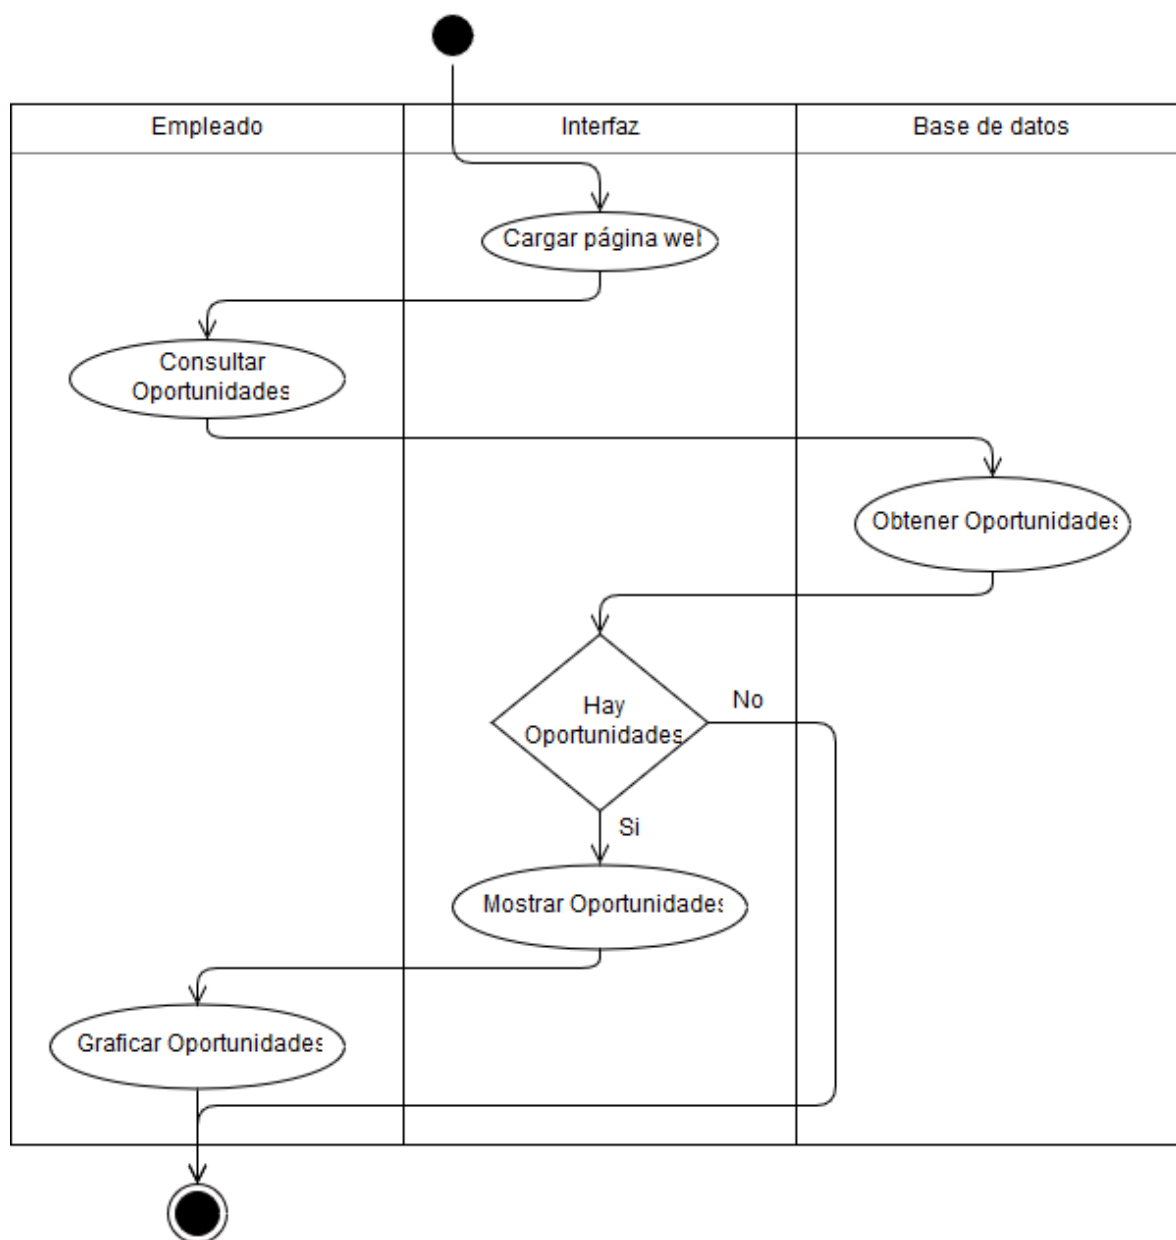 Empleado
Interfaz
Base de datos
Cargar página web
Consultar
Oportunidades
Obtener Oportunidades
Hay
Oportunidades
No
Si
Mostrar Oportunidades
Graficar Oportunidades